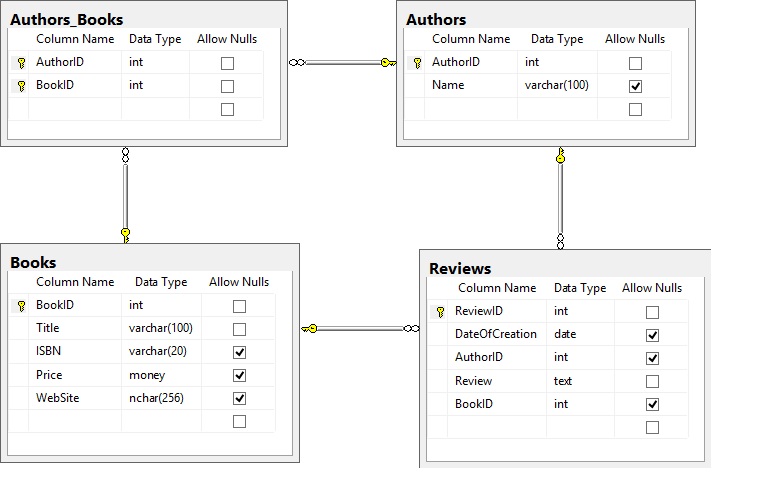 Authors_Books
Column Name Data Type Allow Nulls
AuthorID int
BookID int
Authors
Column Name Data Type Allow Nulls
AuthorID int
Name varchar(100)
Books
Column Name Data Type Allow Nulls
BookID int
Title varchar(100)
ISBN varchar(20)
Price money
WebSite nchar(256)
Reviews
Column Name Data Type Allow Nulls
ReviewID int
DateOfCreation date
AuthorID int
Review text
BookID int